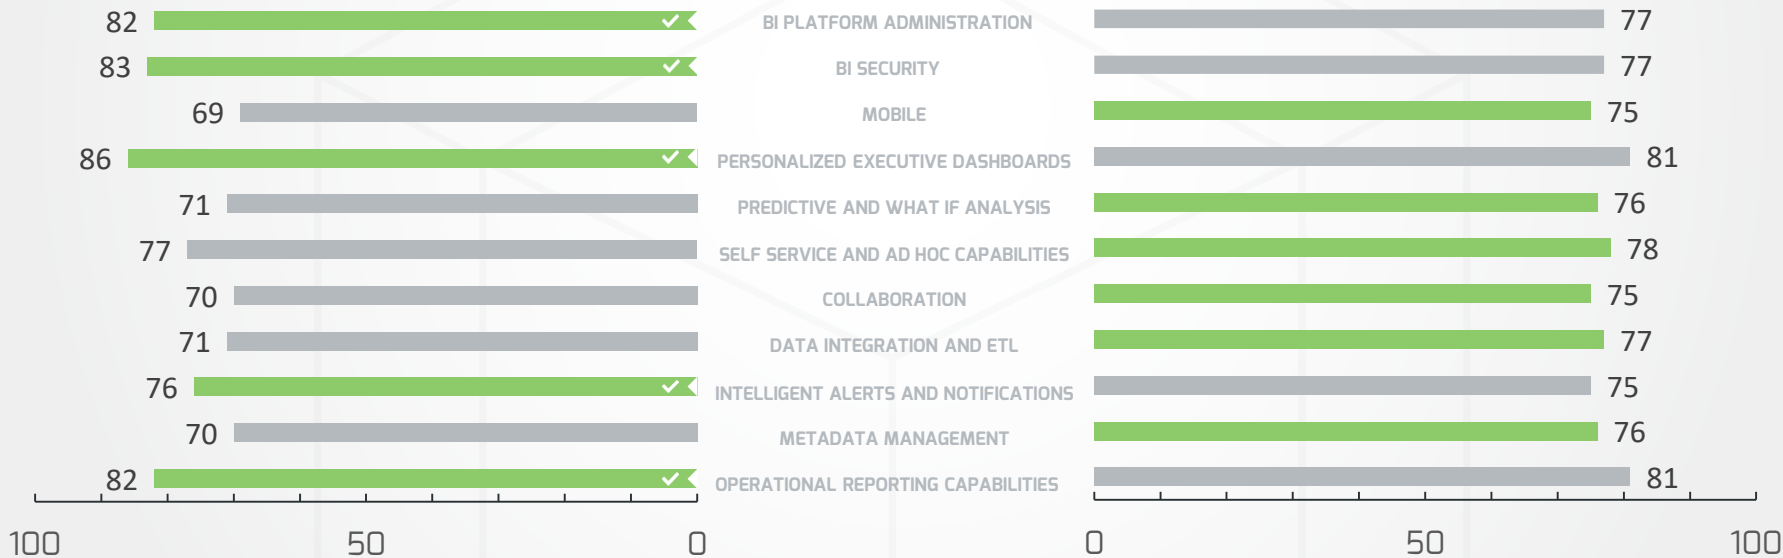 82 BI PLATFORM ADMINISTRATION 77
83 BI SECURITY 77
69 MOBILE 75
86 PERSONALIZED EXECUTIVE DASHBOARDS 81
71 PREDICTIVE AND WHAT IF ANALYSIS 76
77 SELF SERVICE AND AD HOC CAPABILITIES 78
70 COLLABORATION 75
71 DATA INTEGRATION AND ETL 77
76 INTELLIGENT ALERTS AND NOTIFICATIONS 75
70 METADATA MANAGEMENT 76
82 OPERATIONAL REPORTING CAPABILITIES 81
100 50 0 0 50 100